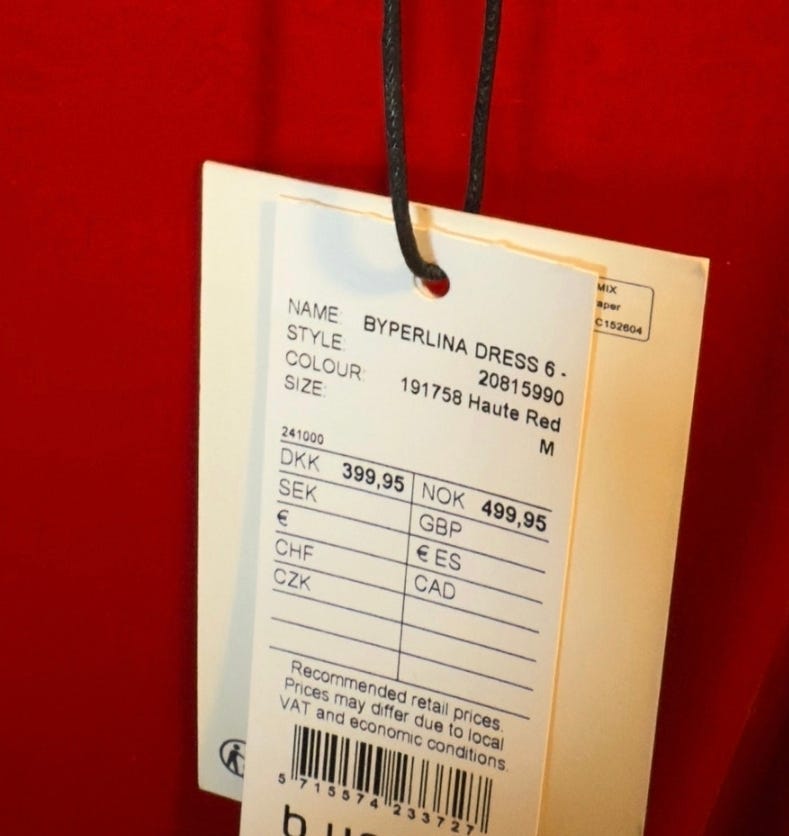 MIX
aper
C152604
NAME: BYPERLINA DRESS 6 -
STYLE: 20815990
COLOUR: 191758 Haute Red
SIZE: M
241000
DKK 399,95 NOK 499,95
SEK GBP
€ € ES
CHF CAD
CZK
Recommended retail prices.
Prices may differ due to local
VAT and economic conditions.
5 715574 233727